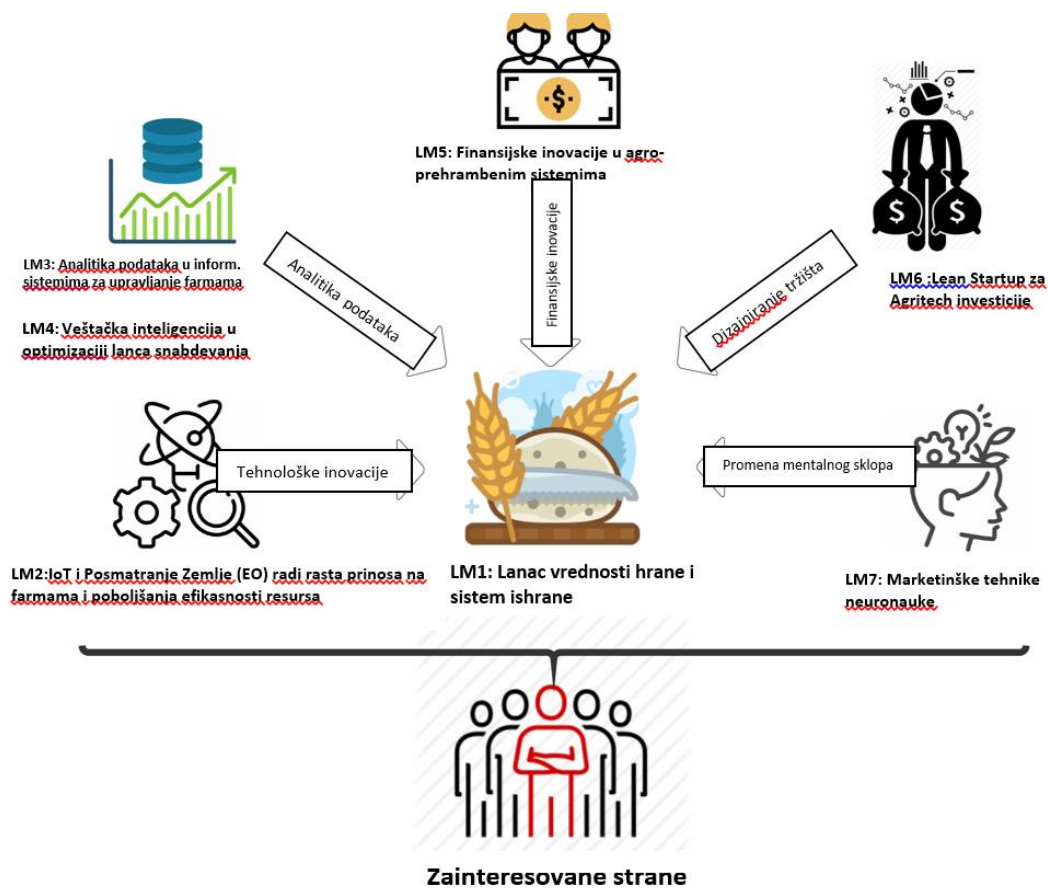 LM5: Finansijske inovacije u agro-
prehrambenim sistemima
LM3: Analitika podataka u inform.
sistemima za upravljanje farmama
LM4: Veštačka inteligencija u
optimizaciji lanca snabdevanja
Analitika podataka
Finansijske inovacije
Dizajniranje tržišta
LM6 :Lean Startup za
Agritech investicije
Tehnološke inovacije
Promena mentalnog sklopa
LM2:IoT i Posmatranje Zemlje (EO) radi rasta prinosa na
farmama i poboljšanja efikasnosti resursa
LM1: Lanac vrednosti hrane i
sistem ishrane
LM7: Marketinške tehnike
neuronauke
Zainteresovane strane